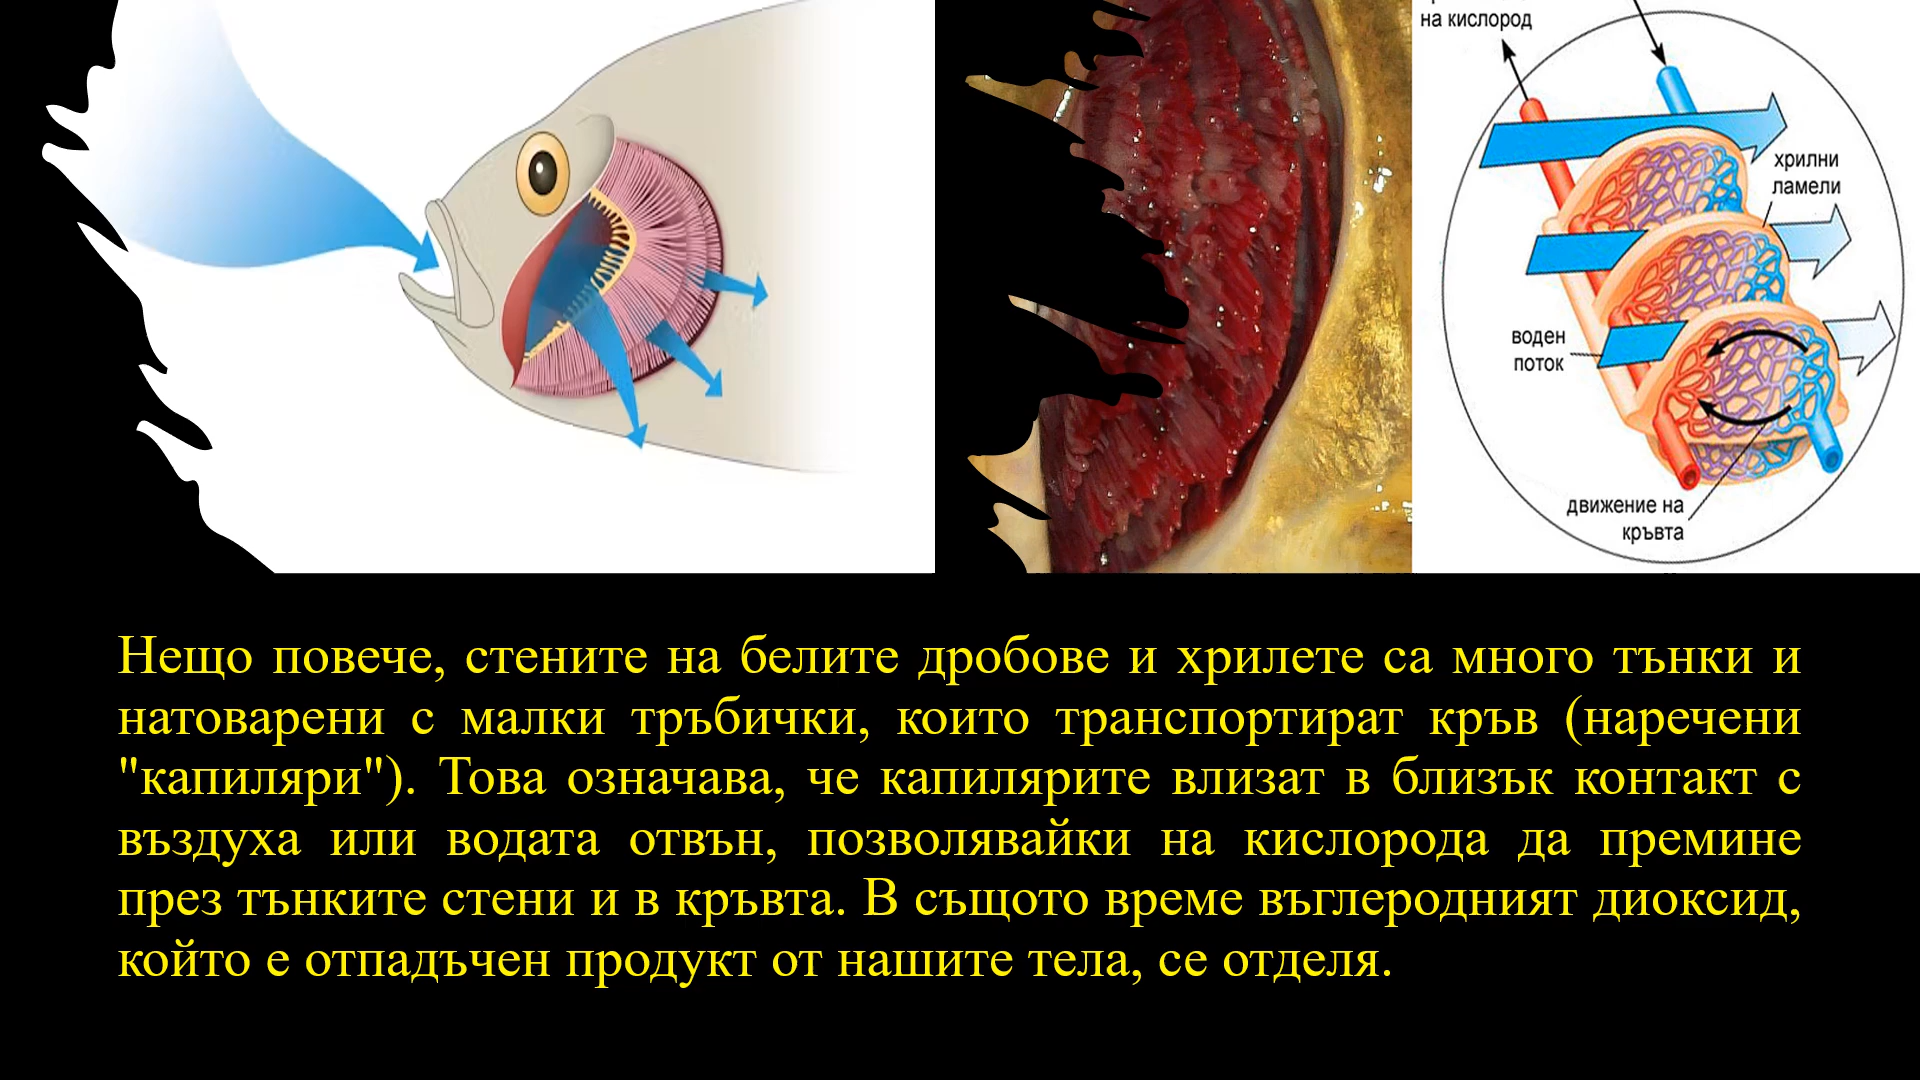 на кислород
хрилни
ламели
воден
поток
движение на
кръвта
Нещо повече, стените на белите дробове и хрилете са много тънки и
натоварени с малки тръбички, които транспортират кръв (наречени
"капиляри"). Това означава, че капилярите влизат в близък контакт с
въздуха или водата отвън, позволявайки на кислорода да премине
през тънките стени и в кръвта. В същото време въглеродният диоксид,
който е отпадъчен продукт от нашите тела, се отделя.